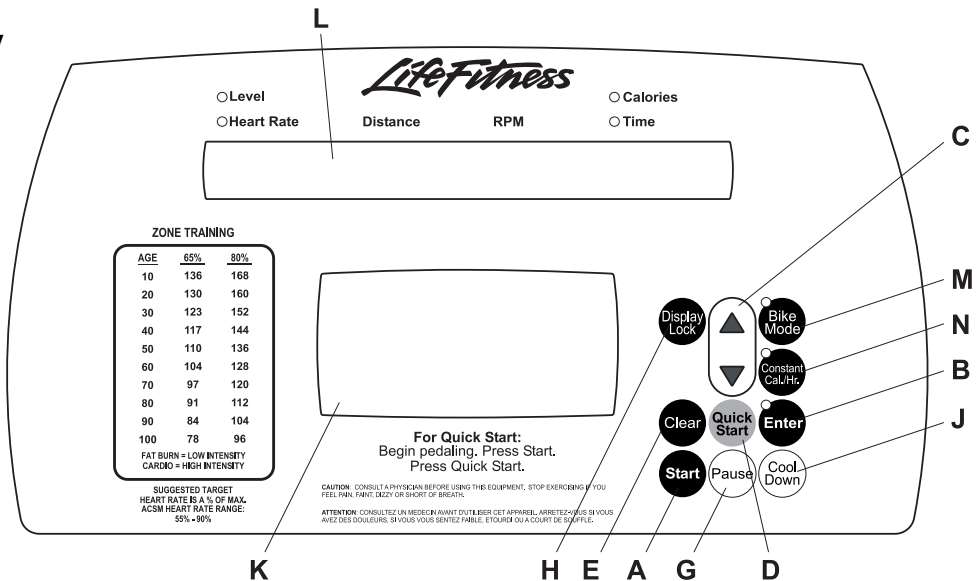 L
LifeFitness
Level
Calories
Heart Rate Distance RPM Time
C
ZONE TRAINING
AGE 65% 80%
10 136 168
20 130 160
30 123 152
40 117 144
50 110 136
60 104 128
70 97 120
80 91 112
90 84 104
100 78 96
FAT BURN = LOW INTENSITY
CARDIO = HIGH INTENSITY
SUGGESTED TARGET
HEART RATE IS A % OF MAX.
ACSM HEART RATE RANGE:
55% - 90%
For Quick Start:
Begin pedaling. Press Start.
Press Quick Start.
CAUTION: CONSULT A PHYSICIAN BEFORE USING THIS EQUIPMENT. STOP EXERCISING IF YOU
FEEL PAIN, FAINT, DIZZY OR SHORT OF BREATH.
ATTENTION: CONSULTEZ UN MEDECIN AVANT D'UTILISER CET APPAREIL. ARRETEZ-VOUS SI VOUS
AVEZ DES DOULEURS, SI VOUS VOUS SENTEZ FAIBLE, ETOURDI OU A COURT DE SOUFFLE.
Display
Lock
Bike
Mode
Constant
Cal./Hr.
Clear
Quick
Start
Enter
Start
Pause
Cool
Down
M
N
B
J
K
H E A G D